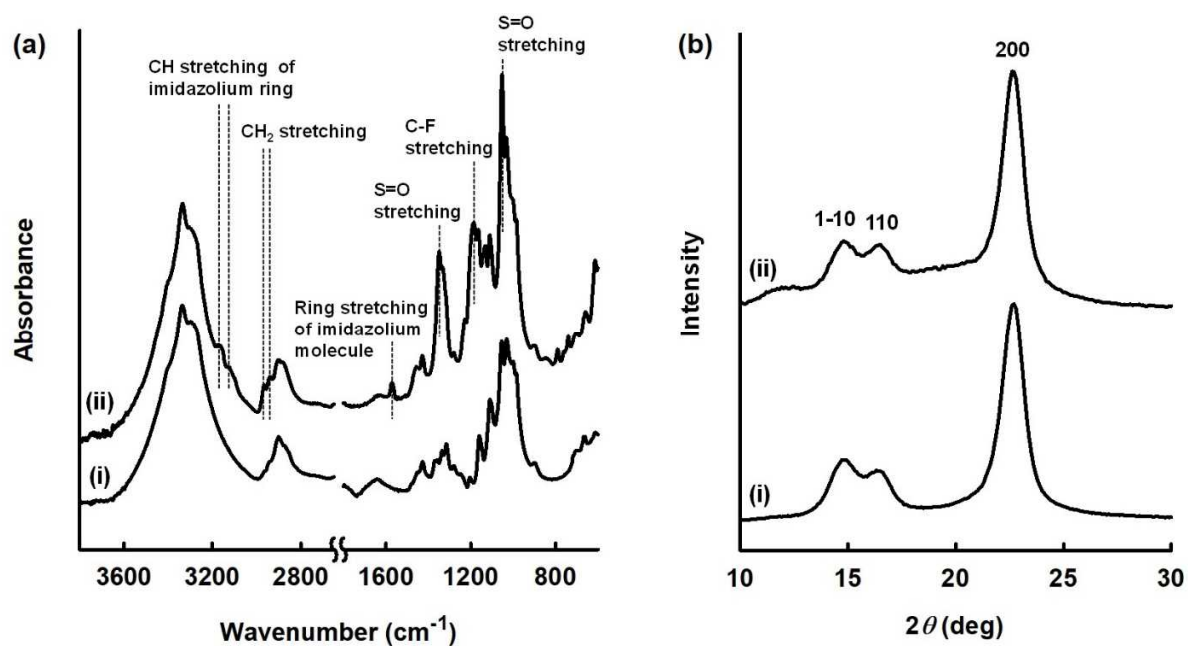 (a)
S=O
stretching
CH stretching of
imidazolium ring
CH₂ stretching
C-F
stretching
S=O
stretching
Ring stretching
of imidazolium
molecule
(ii)
(i)
Absorbance
3600 3200 2800 1600 1200 800
Wavenumber (cm⁻¹)
(b)
200
1-10 110
(ii)
(i)
Intensity
10 15 20 25 30
2θ (deg)